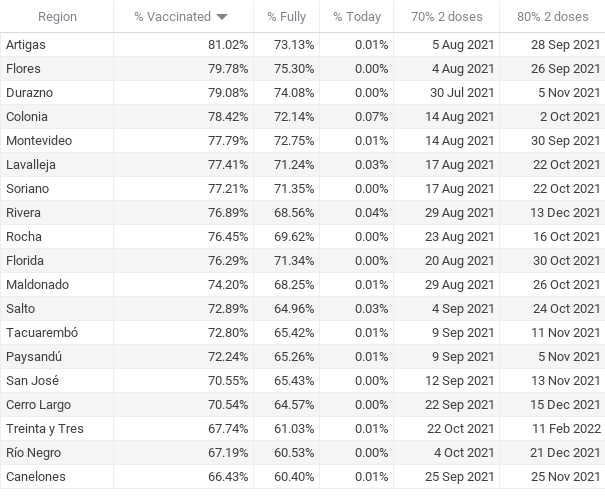 Region % Vaccinated % Fully % Today 70% 2 doses 80% 2 doses
Artigas 81.02% 73.13% 0.01% 5 Aug 2021 28 Sep 2021
Flores 79.78% 75.30% 0.00% 4 Aug 2021 26 Sep 2021
Durazno 79.08% 74.08% 0.00% 30 Jul 2021 5 Nov 2021
Colonia 78.42% 72.14% 0.07% 14 Aug 2021 2 Oct 2021
Montevideo 77.79% 72.75% 0.01% 14 Aug 2021 30 Sep 2021
Lavalleja 77.41% 71.24% 0.03% 17 Aug 2021 22 Oct 2021
Soriano 77.21% 71.35% 0.00% 17 Aug 2021 22 Oct 2021
Rivera 76.89% 68.56% 0.04% 29 Aug 2021 13 Dec 2021
Rocha 76.45% 69.62% 0.00% 23 Aug 2021 16 Oct 2021
Florida 76.29% 71.34% 0.00% 20 Aug 2021 30 Oct 2021
Maldonado 74.20% 68.25% 0.01% 29 Aug 2021 26 Oct 2021
Salto 72.89% 64.96% 0.03% 4 Sep 2021 24 Oct 2021
Tacuarembó 72.80% 65.42% 0.01% 9 Sep 2021 11 Nov 2021
Paysandú 72.24% 65.26% 0.01% 9 Sep 2021 5 Nov 2021
San José 70.55% 65.43% 0.00% 12 Sep 2021 13 Nov 2021
Cerro Largo 70.54% 64.57% 0.00% 22 Sep 2021 15 Dec 2021
Treinta y Tres 67.74% 61.03% 0.01% 22 Oct 2021 11 Feb 2022
Río Negro 67.19% 60.53% 0.00% 4 Oct 2021 21 Dec 2021
Canelones 66.43% 60.40% 0.01% 25 Sep 2021 25 Nov 2021